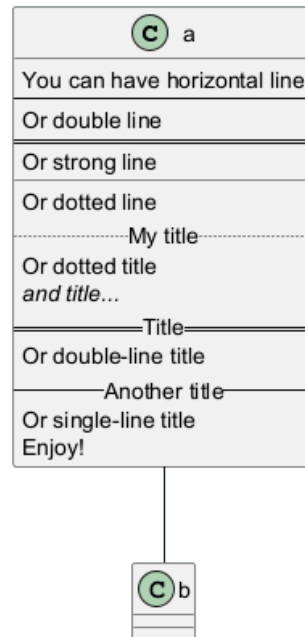 C a
You can have horizontal line
Or double line
Or strong line
Or dotted line
My title
Or dotted title
and title...
Title
Or double-line title
Another title
Or single-line title
Enjoy!
C b